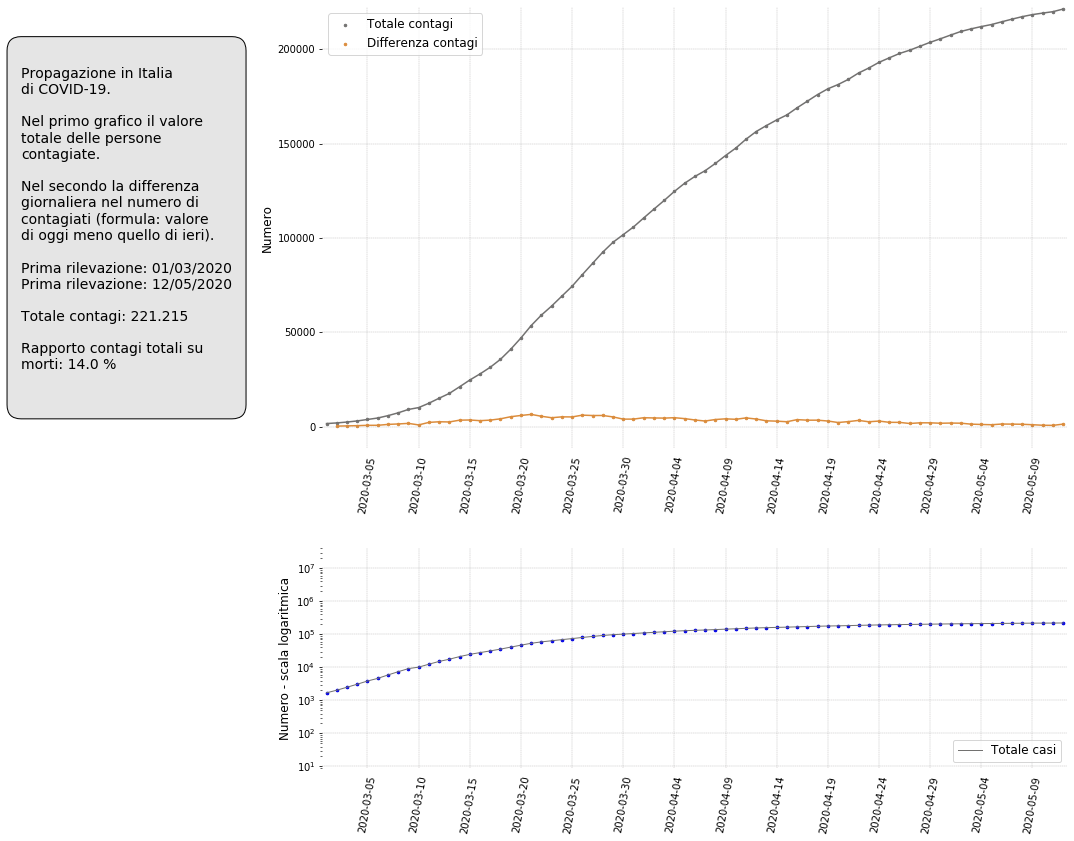 Propagazione in Italia
di COVID-19.
Nel primo grafico il valore
totale delle persone
contagiate.
Nel secondo la differenza
giornaliera nel numero di
contagiati (formula: valore
di oggi meno quello di ieri).
Prima rilevazione: 01/03/2020
Prima rilevazione: 12/05/2020
Totale contagi: 221.215
Rapporto contagi totali su
morti: 14.0 %
Totale contagi
Differenza contagi
Numero
200000
150000
100000
50000
0
2020-03-05
2020-03-10
2020-03-15
2020-03-20
2020-03-25
2020-03-30
2020-04-04
2020-04-09
2020-04-14
2020-04-19
2020-04-24
2020-04-29
2020-05-04
2020-05-09
Numero - scala logaritmica
10⁷
10⁶
10⁵
10⁴
10³
10²
10¹
Totale casi
2020-03-05
2020-03-10
2020-03-15
2020-03-20
2020-03-25
2020-03-30
2020-04-04
2020-04-09
2020-04-14
2020-04-19
2020-04-24
2020-04-29
2020-05-04
2020-05-09